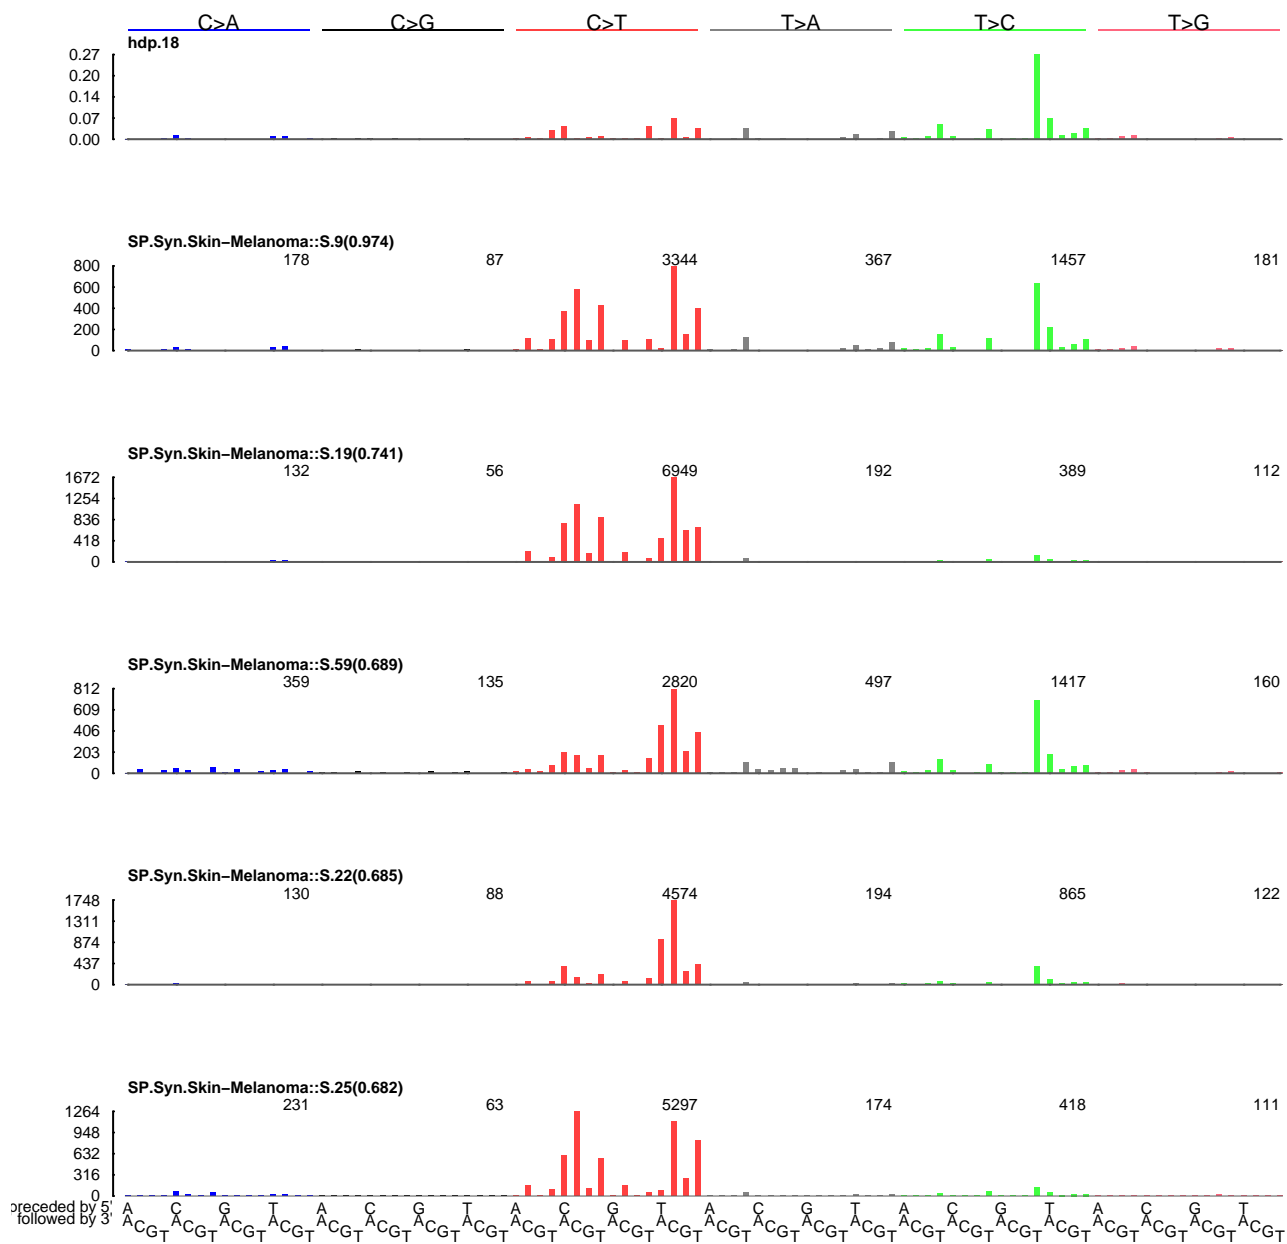 C>A C>G C>T T>A T>C T>G
hdp.18
0.27
0.20
0.14
0.07
0.00
SP.Syn.Skin−Melanoma::S.9(0.974)
178 87 3344 367 1457 181
800
600
400
200
0
SP.Syn.Skin−Melanoma::S.19(0.741)
132 56 6949 192 389 112
1672
1254
836
418
0
SP.Syn.Skin−Melanoma::S.59(0.689)
359 135 2820 497 1417 160
812
609
406
203
0
SP.Syn.Skin−Melanoma::S.22(0.685)
130 88 4574 194 865 122
1748
1311
874
437
0
SP.Syn.Skin−Melanoma::S.25(0.682)
231 63 5297 174 418 111
1264
948
632
316
0
preceded by 5' A C G T A C G T A C G T A C G T A C G T A C G T
followed by 3' A C G T A C G T A C G T A C G T A C G T A C G T A C G T A C G T A C G T A C G T A C G T A C G T A C G T A C G T A C G T A C G T A C G T A C G T A C G T A C G T A C G T A C G T A C G T A C G T